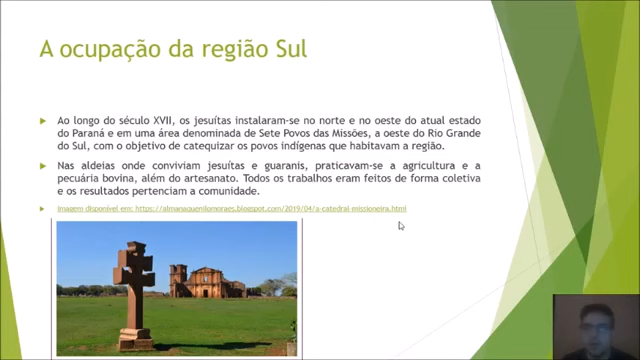 A ocupação da região Sul
Ao longo do século XVII, os jesuítas instalaram-se no norte e no oeste do atual estado
do Paraná e em uma área denominada de Sete Povos das Missões, a oeste do Rio Grande
do Sul, com o objetivo de catequizar os povos indígenas que habitavam a região.
Nas aldeias onde conviviam jesuítas e guaranis, praticavam-se a agricultura e a
pecuária bovina, além do artesanato. Todos os trabalhos eram feitos de forma coletiva
e os resultados pertenciam a comunidade.
Imagem disponível em: https://almanaquenilomoraes.blogspot.com/2019/04/a-catedral-missioneira.html